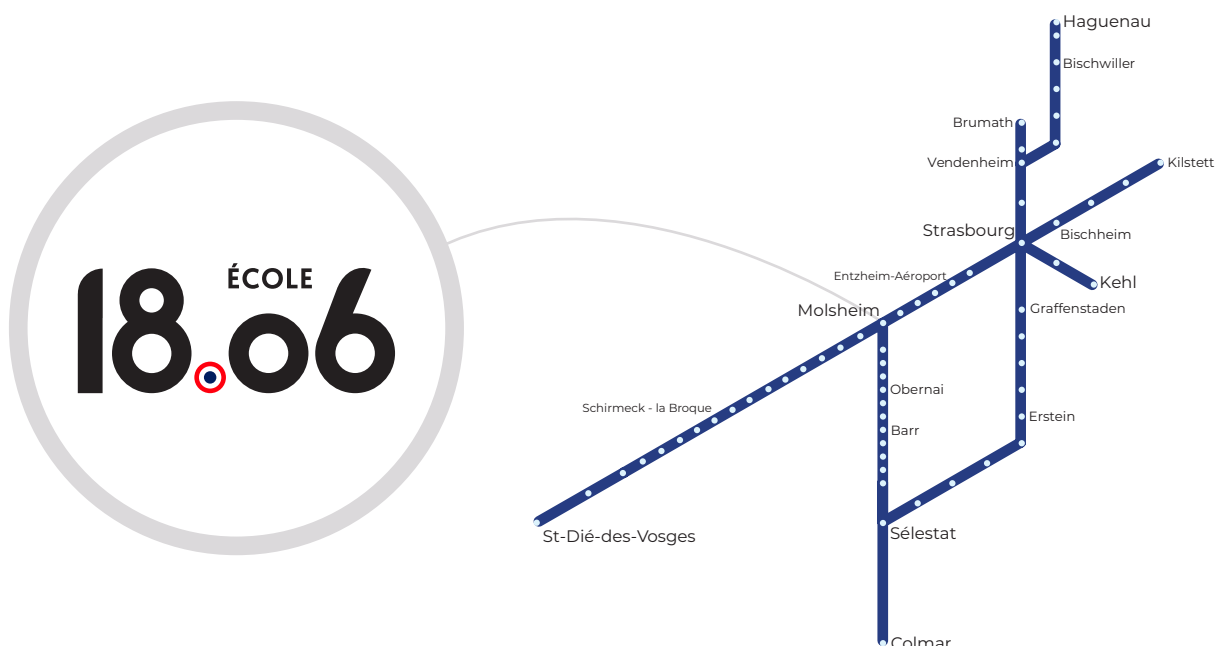 ÉCOLE
18.06
Haguenau
Bischwiller
Brumath
Vendenheim
Kilstett
Strasbourg
Bischheim
Entzheim-Aéroport
Kehl
Molsheim
Graffenstaden
Obernai
Schirmeck - la Broque
Erstein
Barr
St-Dié-des-Vosges
Sélestat
Colmar